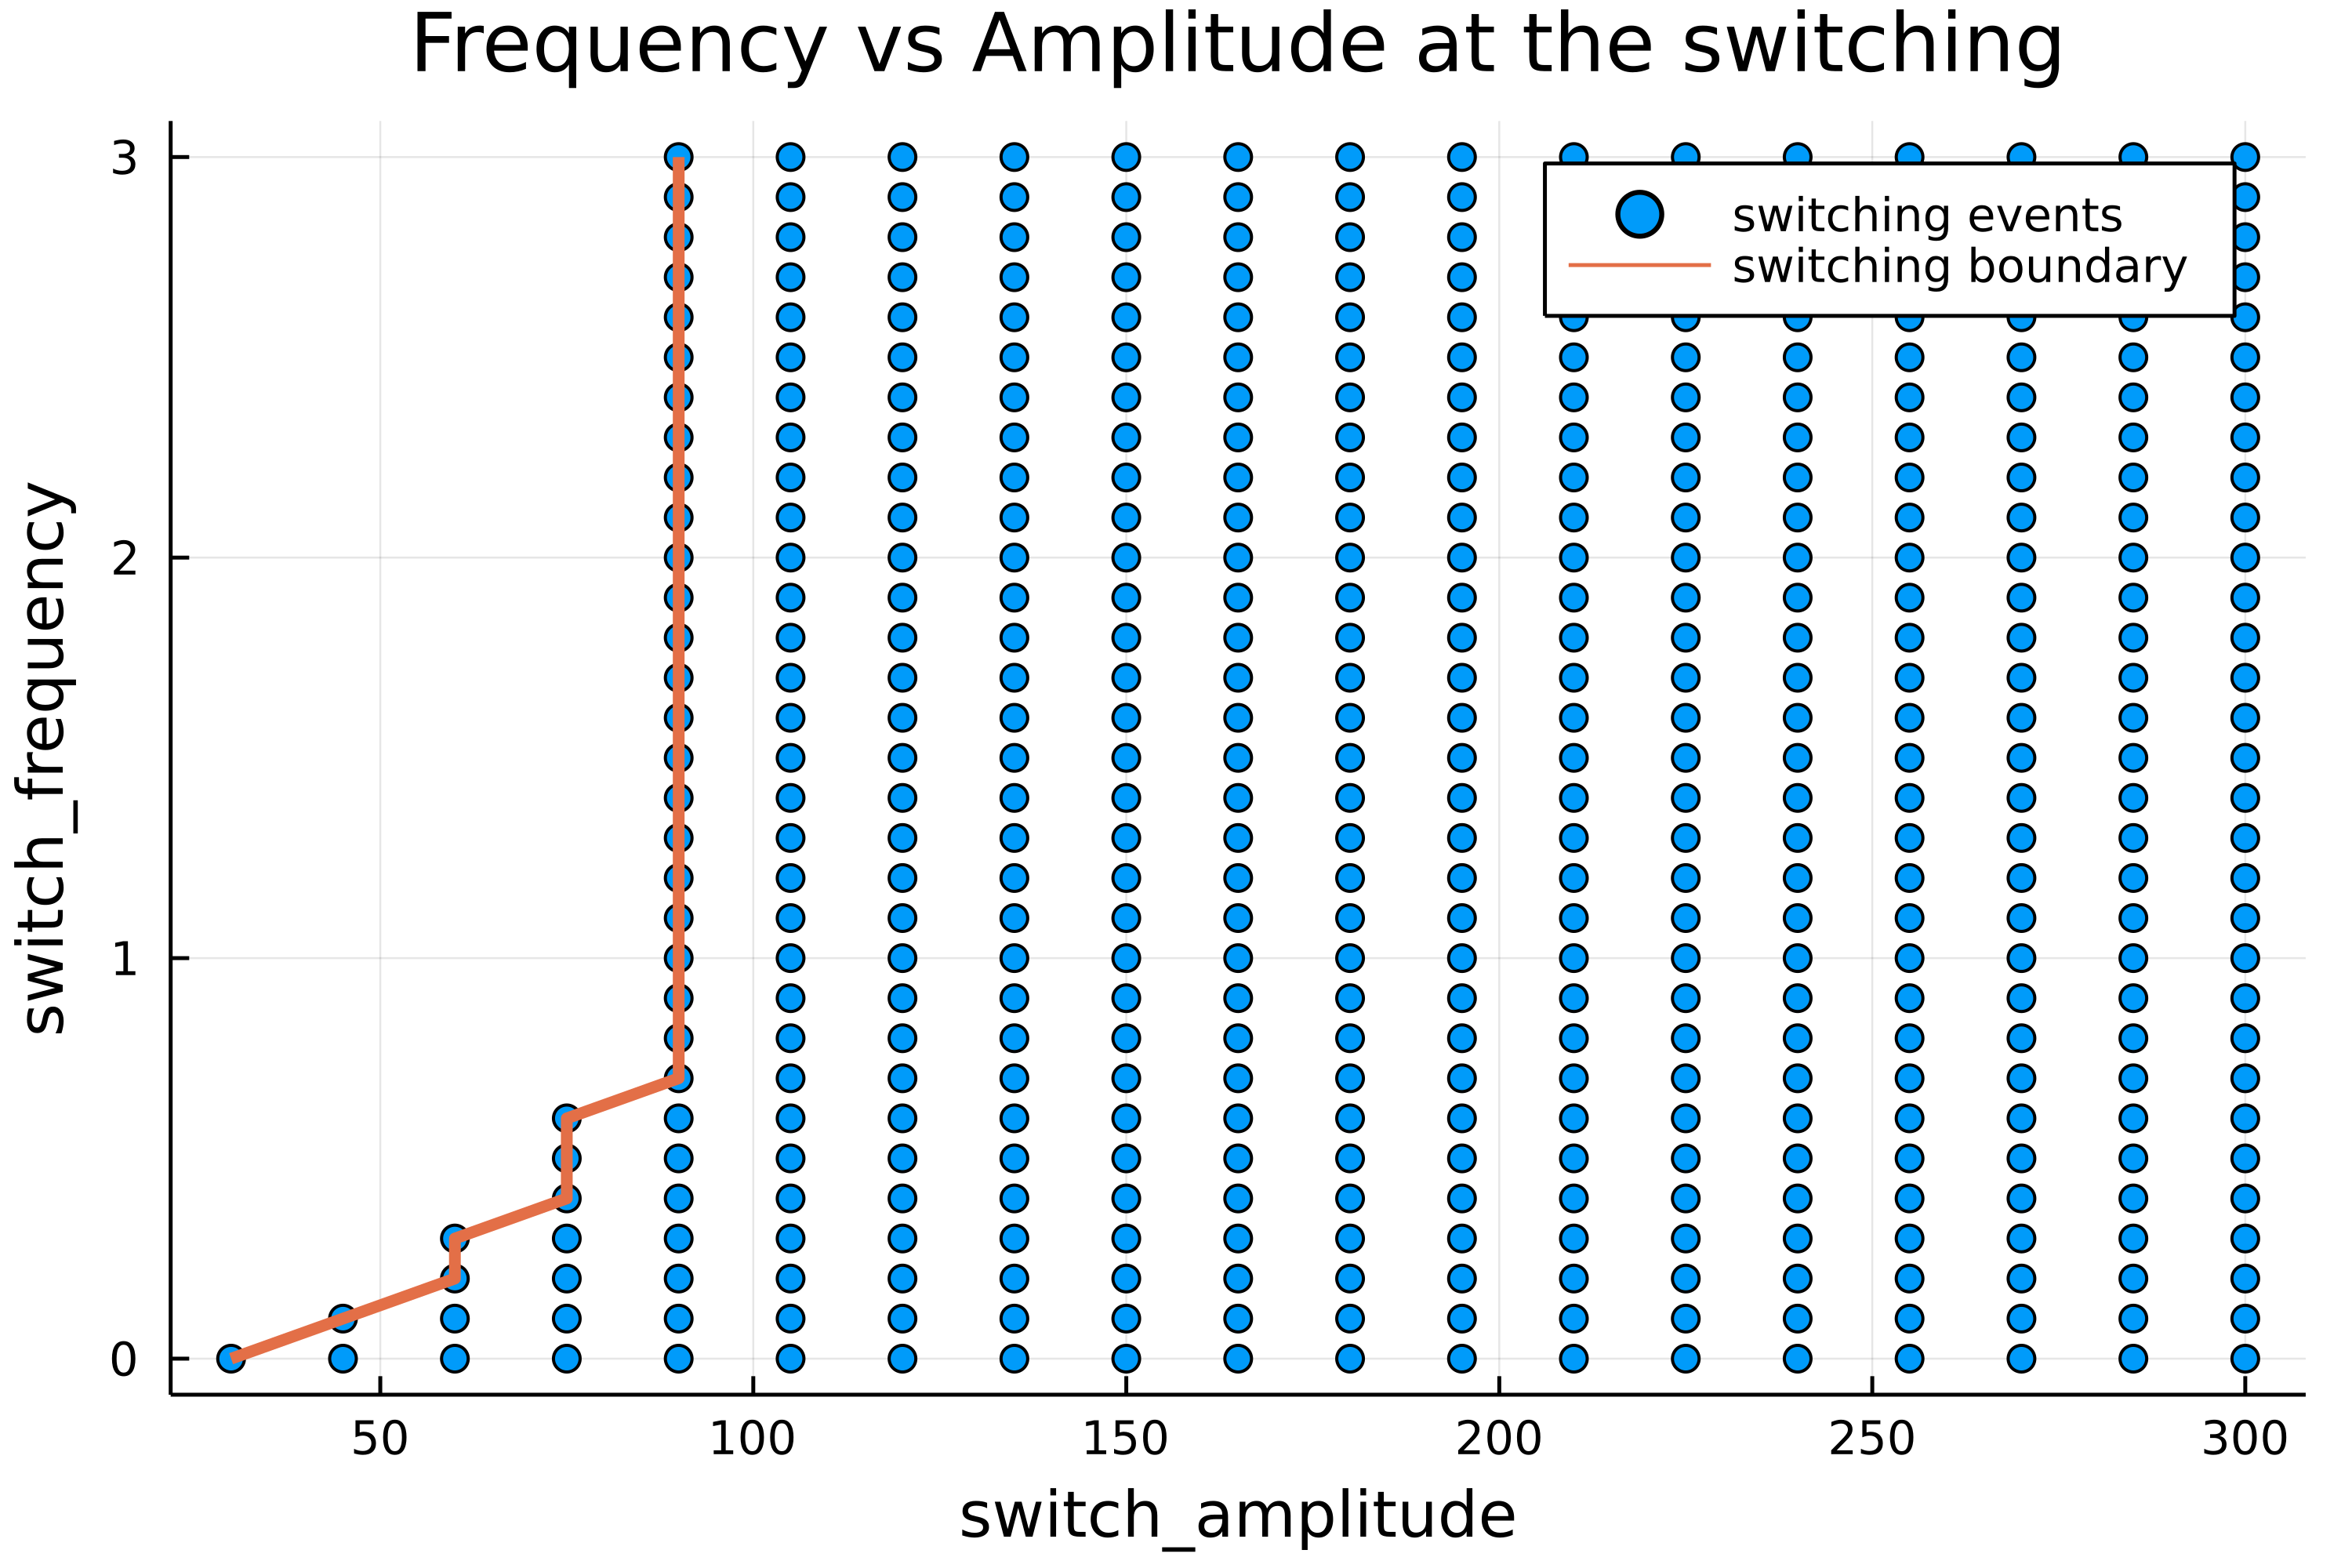 Frequency vs Amplitude at the switching
switching events
switching boundary
switch_frequency
3
2
1
0
50 100 150 200 250 300
switch_amplitude